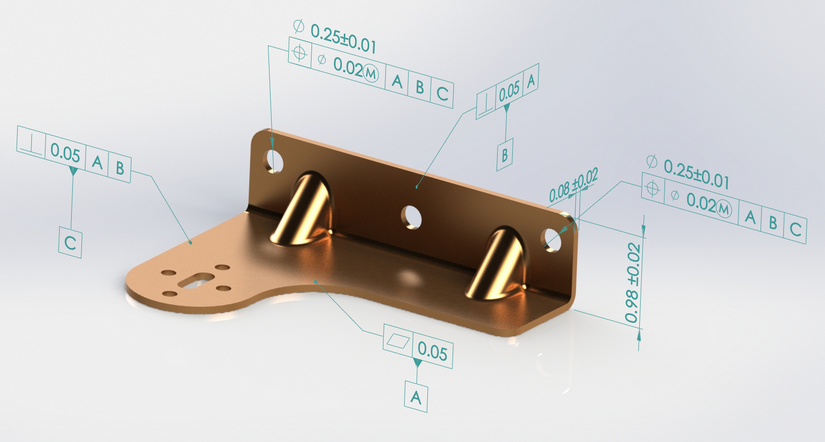 ⌀ 0.25±0.01
⌖ ⌀ 0.02Ⓜ A B C
⟂ 0.05 A
B
⟂ 0.05 A B
C
0.08 ±0.02
⌀ 0.25±0.01
⌖ ⌀ 0.02Ⓜ A B C
0.98 ±0.02
⏥ 0.05
A